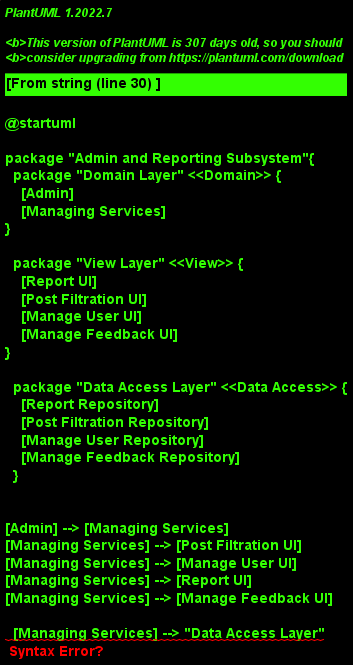 PlantUML 1.2022.7
<b>This version of PlantUML is 307 days old, so you should
<b>consider upgrading from https://plantuml.com/download
[From string (line 30) ]
@startuml
package "Admin and Reporting Subsystem"{
package "Domain Layer" <<Domain>> {
[Admin]
[Managing Services]
}
package "View Layer" <<View>> {
[Report UI]
[Post Filtration UI]
[Manage User UI]
[Manage Feedback UI]
}
package "Data Access Layer" <<Data Access>> {
[Report Repository]
[Post Filtration Repository]
[Manage User Repository]
[Manage Feedback Repository]
}
[Admin] --> [Managing Services]
[Managing Services] --> [Post Filtration UI]
[Managing Services] --> [Manage User UI]
[Managing Services] --> [Report UI]
[Managing Services] --> [Manage Feedback UI]
[Managing Services] --> "Data Access Layer"
Syntax Error?